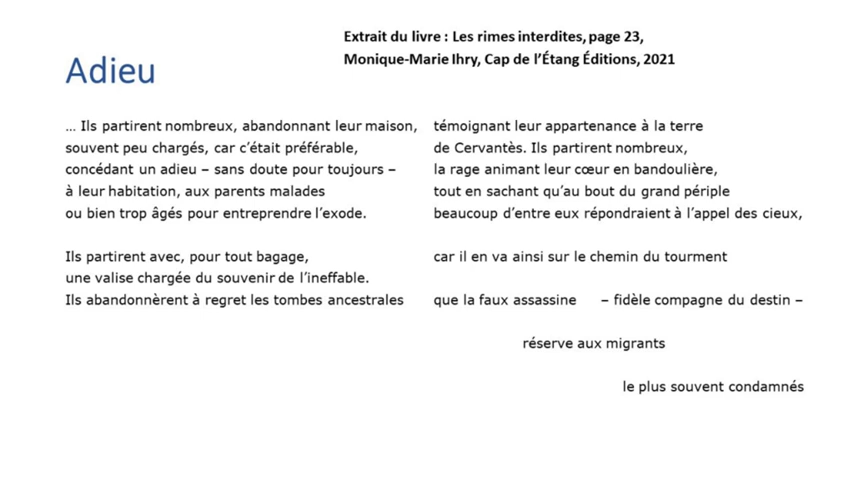 Adieu
Extrait du livre : Les rimes interdites, page 23,
Monique-Marie Ihry, Cap de l’Étang Éditions, 2021
... Ils partirent nombreux, abandonnant leur maison,
souvent peu chargés, car c’était préférable,
concédant un adieu – sans doute pour toujours –
à leur habitation, aux parents malades
ou bien trop âgés pour entreprendre l’exode.
Ils partirent avec, pour tout bagage,
une valise chargée du souvenir de l’ineffable.
Ils abandonnèrent à regret les tombes ancestrales
témoignant leur appartenance à la terre
de Cervantès. Ils partirent nombreux,
la rage animant leur cœur en bandoulière,
tout en sachant qu’au bout du grand périple
beaucoup d’entre eux répondraient à l’appel des cieux,
car il en va ainsi sur le chemin du tourment
que la faux assassine – fidèle compagne du destin –
réserve aux migrants
le plus souvent condamnés